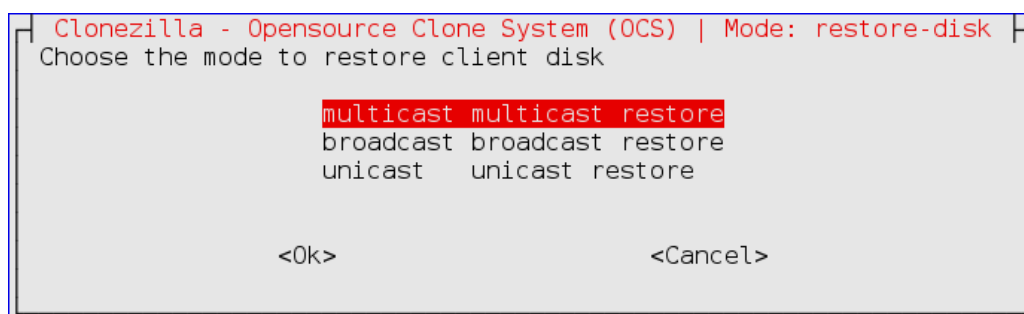 Clonezilla - Opensource Clone System (OCS) | Mode: restore-disk
Choose the mode to restore client disk
multicast multicast restore
broadcast broadcast restore
unicast unicast restore
<Ok> <Cancel>